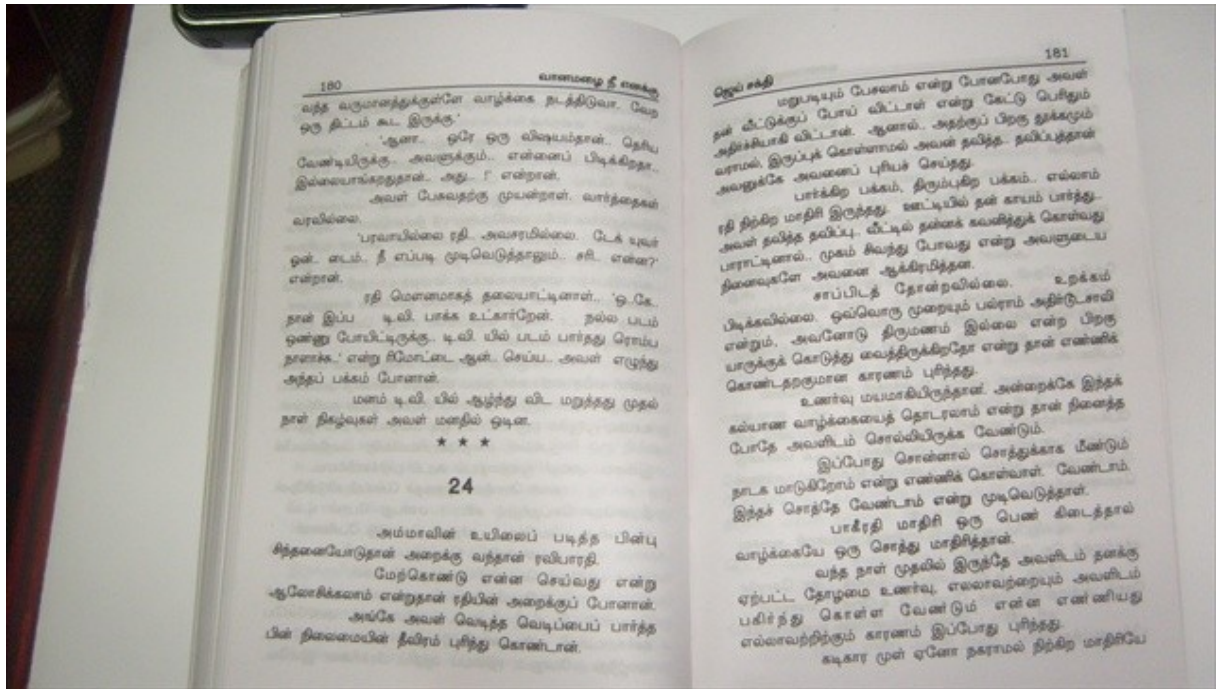 180 வானமழை நீ எனக்கு
வந்த வருமானத்துக்குள்ளே வாழ்க்கை நடத்திடுவா.. வேற
ஒரு திட்டம் கூட இருக்கு.'
'ஆனா.. ஒரே ஒரு விஷயம்தான்.. தெரிய
வேண்டியிருக்கு.. அவளுக்கும்.. என்னைப் பிடிக்கிறதா..
இல்லையாங்கறதுதான்.. அது.. !' என்றான்.
அவள் பேசுவதற்கு முயன்றாள். வார்த்தைகள்
வரவில்லை.
'பரவாயில்லை ரதி.. அவசரமில்லை. டேக் யுவர்
ஓன்.. டைம்.. நீ எப்படி முடிவெடுத்தாலும்.. சரி.. என்ன?'
என்றான்.
ரதி மௌனமாகத் தலையாட்டினாள்.. 'ஓ.கே..
நான் இப்ப டி.வி. பாக்க உட்கார்றேன். நல்ல படம்
ஒண்ணு போயிட்டிருக்கு.. டி.வி. யில் படம் பார்த்து ரொம்ப
நாளாச்சு..' என்று ரிமோட்டை ஆன்.. செய்ய.. அவள் எழுந்து
அந்தப் பக்கம் போனாள்.
மனம் டி.வி. யில் ஆழ்ந்து விட மறுத்தது முதல்
நாள் நிகழ்வுகள் அவள் மனதில் ஓடின.
★ ★ ★
24
அம்மாவின் உயிலைப் படித்த பின்பு
சிந்தனையோடுதான் அறைக்கு வந்தான் ரவிபாரதி.
மேற்கொண்டு என்ன செய்வது என்று
ஆலோசிக்கலாம் என்றுதான் ரதியின் அறைக்குப் போனான்.
அங்கே அவள் வெடித்த வெடிப்பைப் பார்த்த
பின் நிலைமையின் தீவிரம் புரிந்து கொண்டான்.
ஜெய் சக்தி 181
மறுபடியும் பேசலாம் என்று போனபோது அவள்
தன் வீட்டுக்குப் போய் விட்டாள் என்று கேட்டு பெரிதும்
அதிர்ச்சியாகி விட்டான். ஆனால்.. அதற்குப் பிறகு தூக்கமும்
வராமல், இருப்புக் கொள்ளாமல் அவன் தவித்த.. தவிப்புத்தான்
அவனுக்கே அவனைப் புரியச் செய்தது.
பார்க்கிற பக்கம், திரும்புகிற பக்கம்.. எல்லாம்
ரதி நிற்கிற மாதிரி இருந்தது. ஊட்டியில் தன் காயம் பார்த்து..
அவள் தவித்த தவிப்பு.. வீட்டில் தன்னைக் கவனித்துக் கொள்வது
பாராட்டினால்.. முகம் சிவந்து போவது என்று அவளுடைய
நினைவுகளே அவனை ஆக்கிரமித்தன.
சாப்பிடத் தோன்றவில்லை. உறக்கம்
பிடிக்கவில்லை. ஒவ்வொரு முறையும் பல்ராம் அதிர்டூசாலி
என்றும், அவனோடு திருமணம் இல்லை என்ற பிறகு
யாருக்குக் கொடுத்து வைத்திருக்கிறதோ என்று தான் எண்ணிக்
கொண்டதற்குமான காரணம் புரிந்தது.
உணர்வு மயமாகியிருந்தான். அன்றைக்கே இந்தக்
கல்யாண வாழ்க்கையைத் தொடரலாம் என்று தான் நினைத்த
போதே அவளிடம் சொல்லியிருக்க வேண்டும்.
இப்போது சொன்னால் சொத்துக்காக மீண்டும்
நாடக மாடுகிறோம் என்று எண்ணிக் கொள்வாள். வேண்டாம்.
இந்தச் சொத்தே வேண்டாம் என்று முடிவெடுத்தாள்.
பாகீரதி மாதிரி ஒரு பெண் கிடைத்தால்
வாழ்க்கையே ஒரு சொத்து மாதிரித்தான்.
வந்த நாள் முதலில் இருந்தே அவளிடம் தனக்கு
ஏற்பட்ட தோழமை உணர்வு, எல்லாவற்றையும் அவளிடம்
பகிர்ந்து கொள்ள வேண்டும் என்ன எண்ணியது
எல்லாவற்றிற்கும் காரணம் இப்போது புரிந்தது.
கடிகார முள் ஏனோ நகராமல் நிற்கிற மாதிரியே